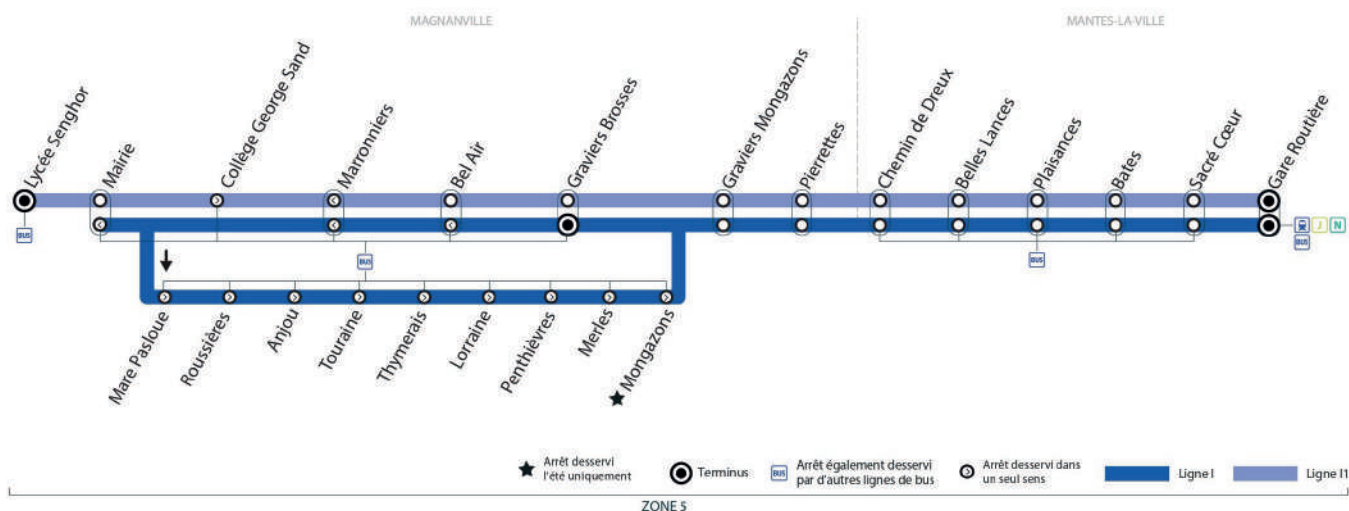 MAGNANVILLE
MANTES-LA-VILLE
Lycée Senghor
Mairie
Collège George Sand
Marronniers
Bel Air
Graviers Brosses
Graviers Mongazons
Pierrettes
Chemin de Dreux
Belles Lances
Plaisances
Bates
Sacré Cœur
Gare Routière
BUS
J
N
BUS
BUS
BUS
Mare Pasloue
Roussières
Anjou
Touraine
Thymerais
Lorraine
Penthièvres
Merles
Mongazons
Arrêt desservi
l'été uniquement
Terminus
BUS
Arrêt également desservi
par d'autres lignes de bus
Arrêt desservi dans
un seul sens
Ligne I
Ligne I1
ZONE 5